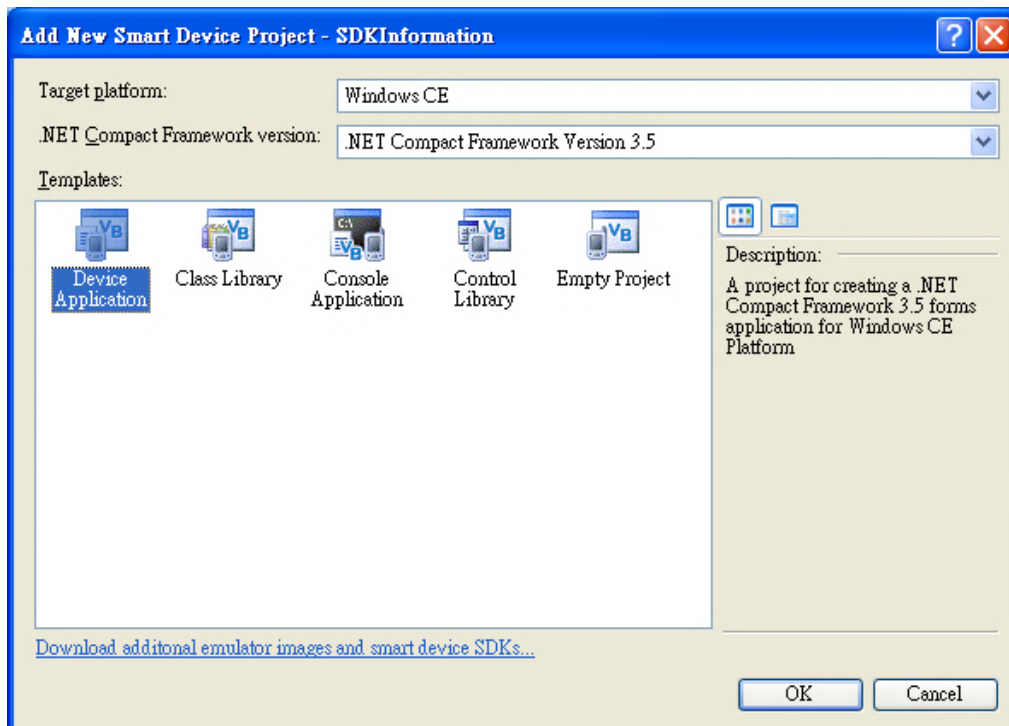 Add New Smart Device Project - SDKInformation
Target platform:
Windows CE
.NET Compact Framework version:
.NET Compact Framework Version 3.5
Templates:
Device
Application
Class Library
Console
Application
Control
Library
Empty Project
Description:
A project for creating a .NET
Compact Framework 3.5 forms
application for Windows CE
Platform
Download additonal emulator images and smart device SDKs...
OK
Cancel